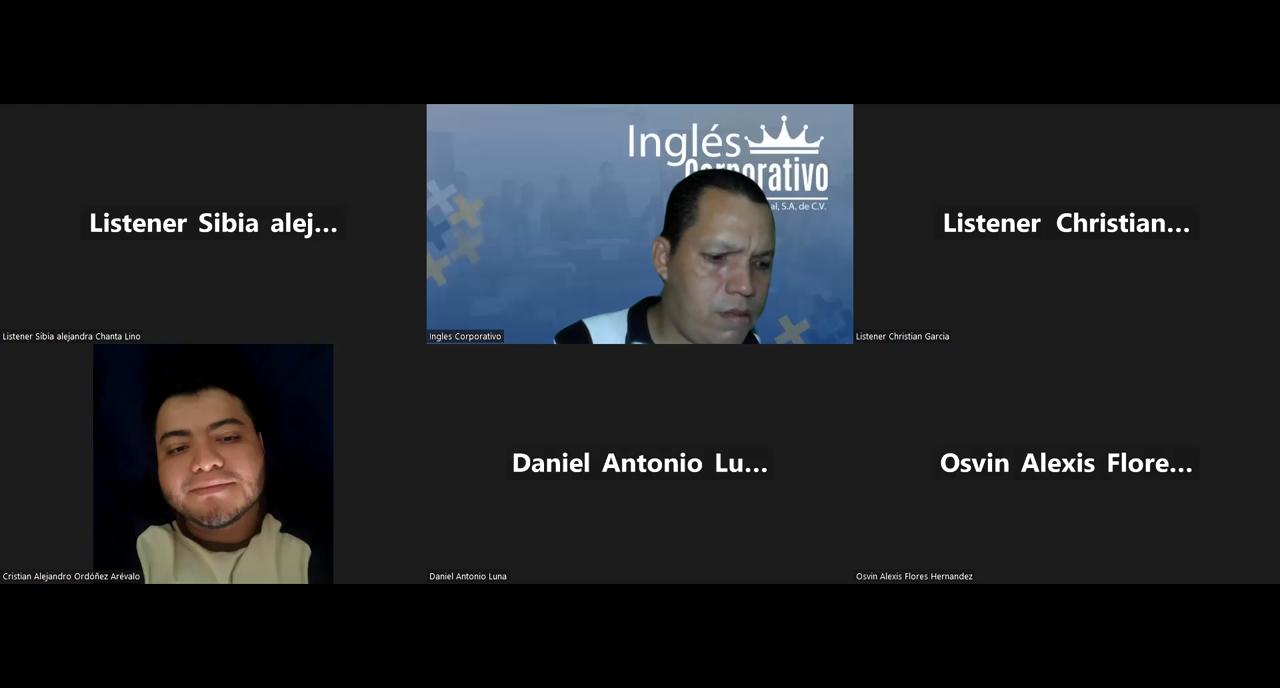 Listener Sibia alej...
Listener Sibia alejandra Chanta Lino
Inglés
Corporativo
al, S.A. de C.V.
Ingles Corporativo
Listener Christian...
Listener Christian Garcia
Cristian Alejandro Ordóñez Arévalo
Daniel Antonio Lu...
Daniel Antonio Luna
Osvin Alexis Flore...
Osvin Alexis Flores Hernandez